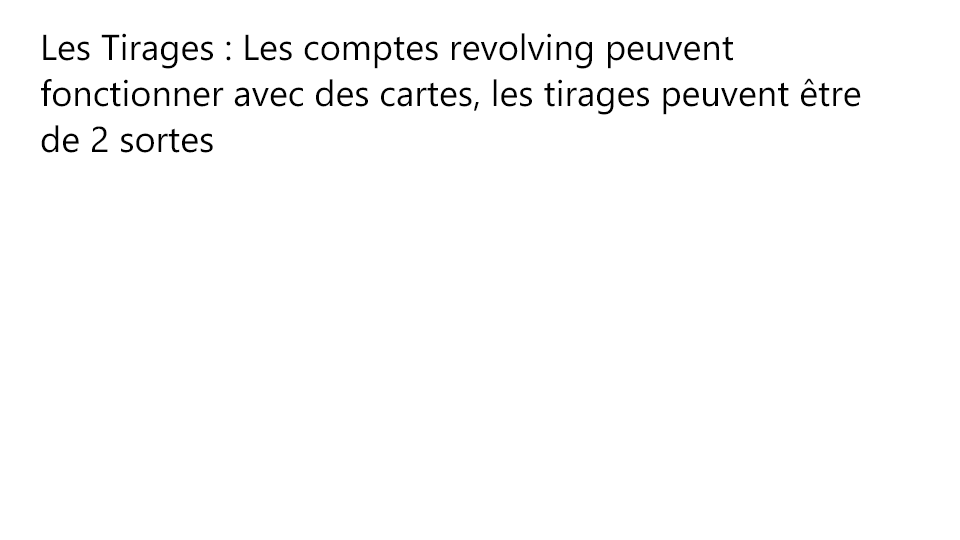 Les Tirages : Les comptes revolving peuvent
fonctionner avec des cartes, les tirages peuvent être
de 2 sortes